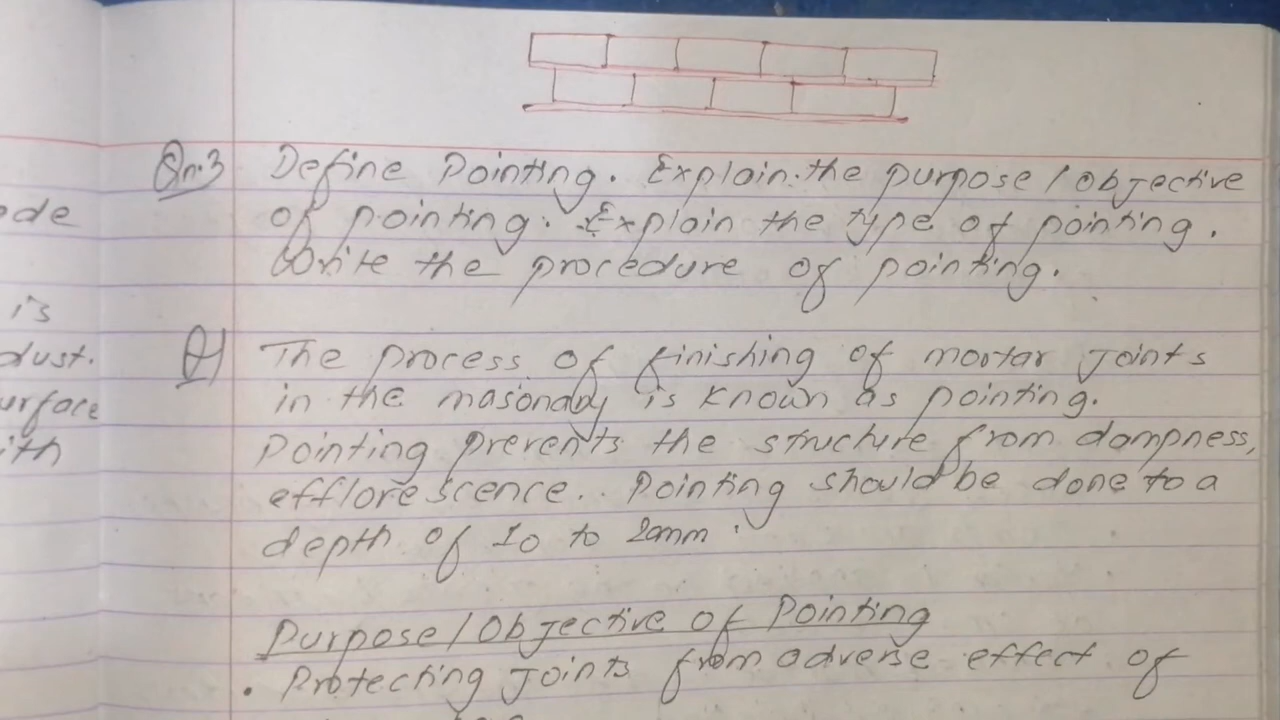 ode
is
dust.
urface
ith
Qn.3 Define Pointing. Explain the purpose / objective
of pointing. Explain the type of pointing.
Write the procedure of pointing.
The process of finishing of mortar joints
in the masondry is known as pointing.
Pointing prevents the structure from dampness,
efflorescence.. Pointing should be done to a
depth of 10 to 20mm.
Purpose / Objective of Pointing
• Protecting joints from adverse effect of